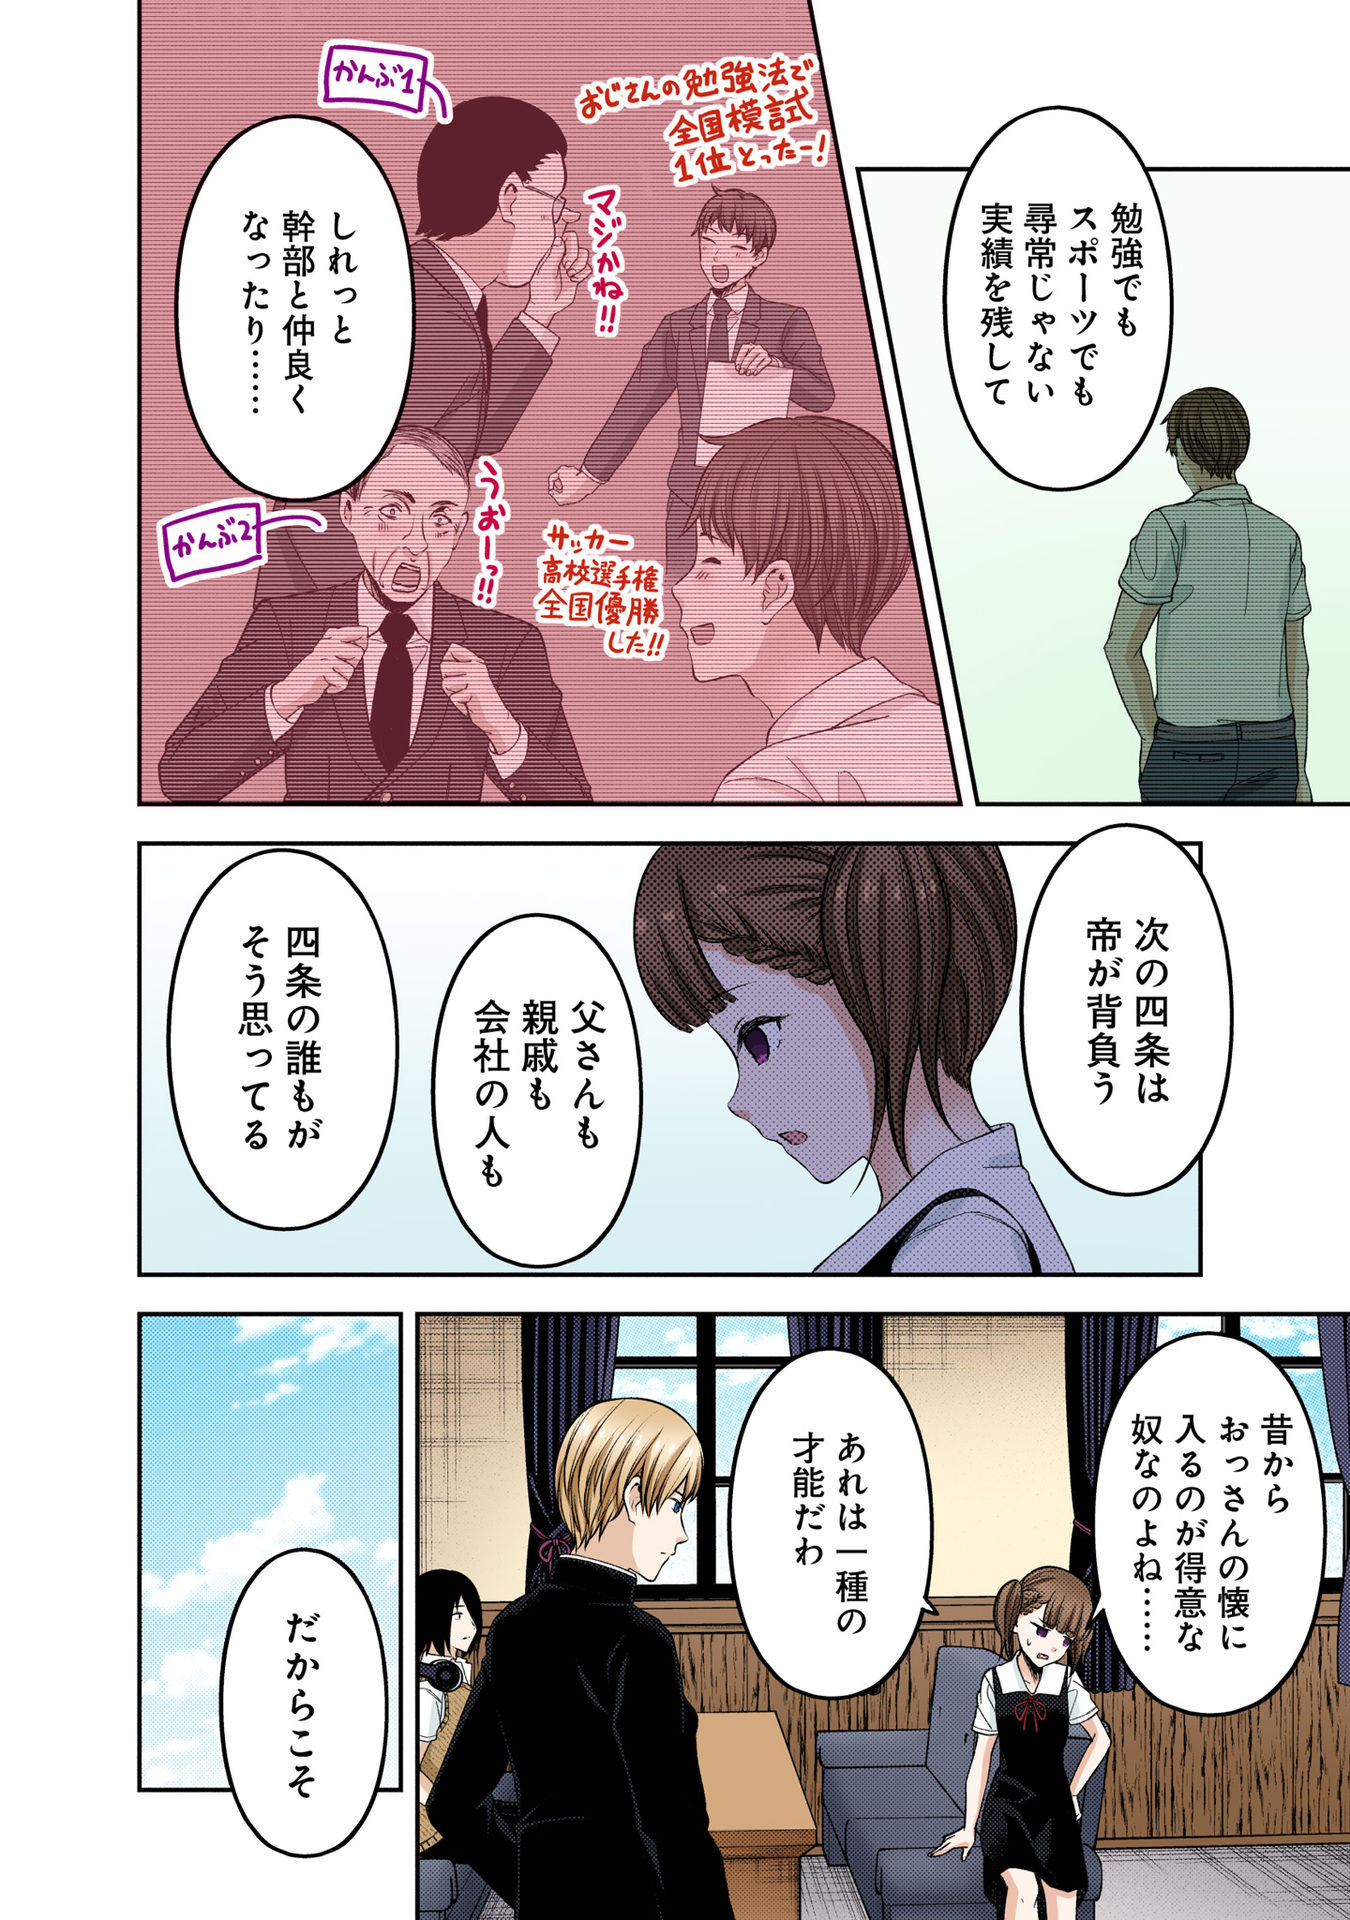 勉強でも
スポーツでも
尋常じゃない
実績を残して
おじさんの勉強法で
全国模試
1位とったー!
かんぶ1
マジかね!!
しれっと
幹部と仲良く
なったり……
サッカー
高校選手権
全国優勝
した!!
うおーっ!!
かんぶ2
次の四条は
帝が背負う
父さんも
親戚も
会社の人も
四条の誰もが
そう思ってる
昔から
おっさんの懐に
入るのが得意な
奴なのよね……
あれは一種の
才能だわ
だからこそ